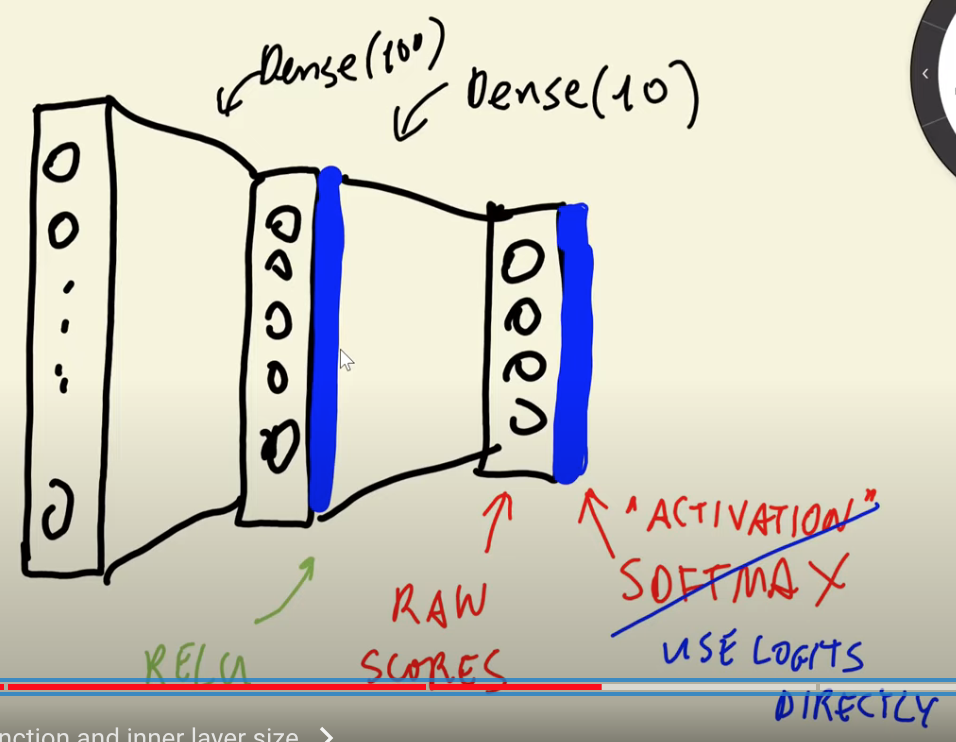 Dense(100)
Dense(10)
"ACTIVATION"
SOFTMAX
RAW
SCORES
USE LOGITS
DIRECTLY
RELU
nction and inner layer size